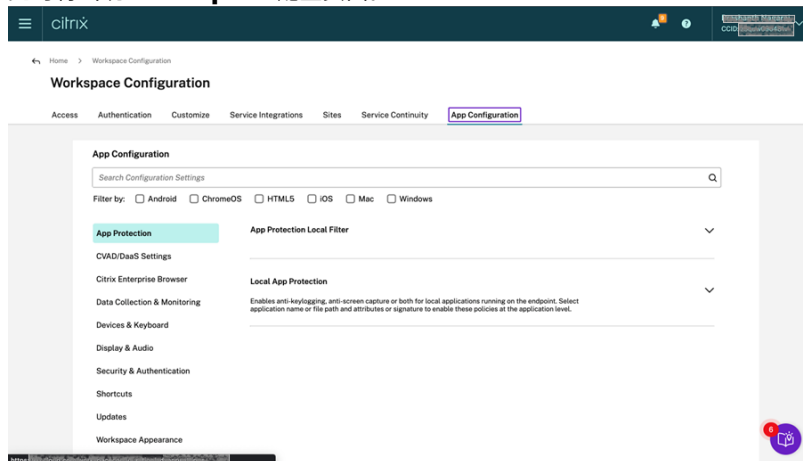 citrix
8
?
CCID:
Home > Workspace Configuration
Workspace Configuration
Access Authentication Customize Service Integrations Sites Service Continuity App Configuration
App Configuration
Search Configuration Settings
Filter by: Android ChromeOS HTML5 iOS Mac Windows
App Protection
App Protection Local Filter
CVAD/DaaS Settings
Citrix Enterprise Browser
Local App Protection
Data Collection & Monitoring
Enables anti-keylogging, anti-screen capture or both for local applications running on the endpoint. Select
application name or file path and attributes or signature to enable these policies at the application level.
Devices & Keyboard
Display & Audio
Security & Authentication
Shortcuts
Updates
Workspace Appearance
6